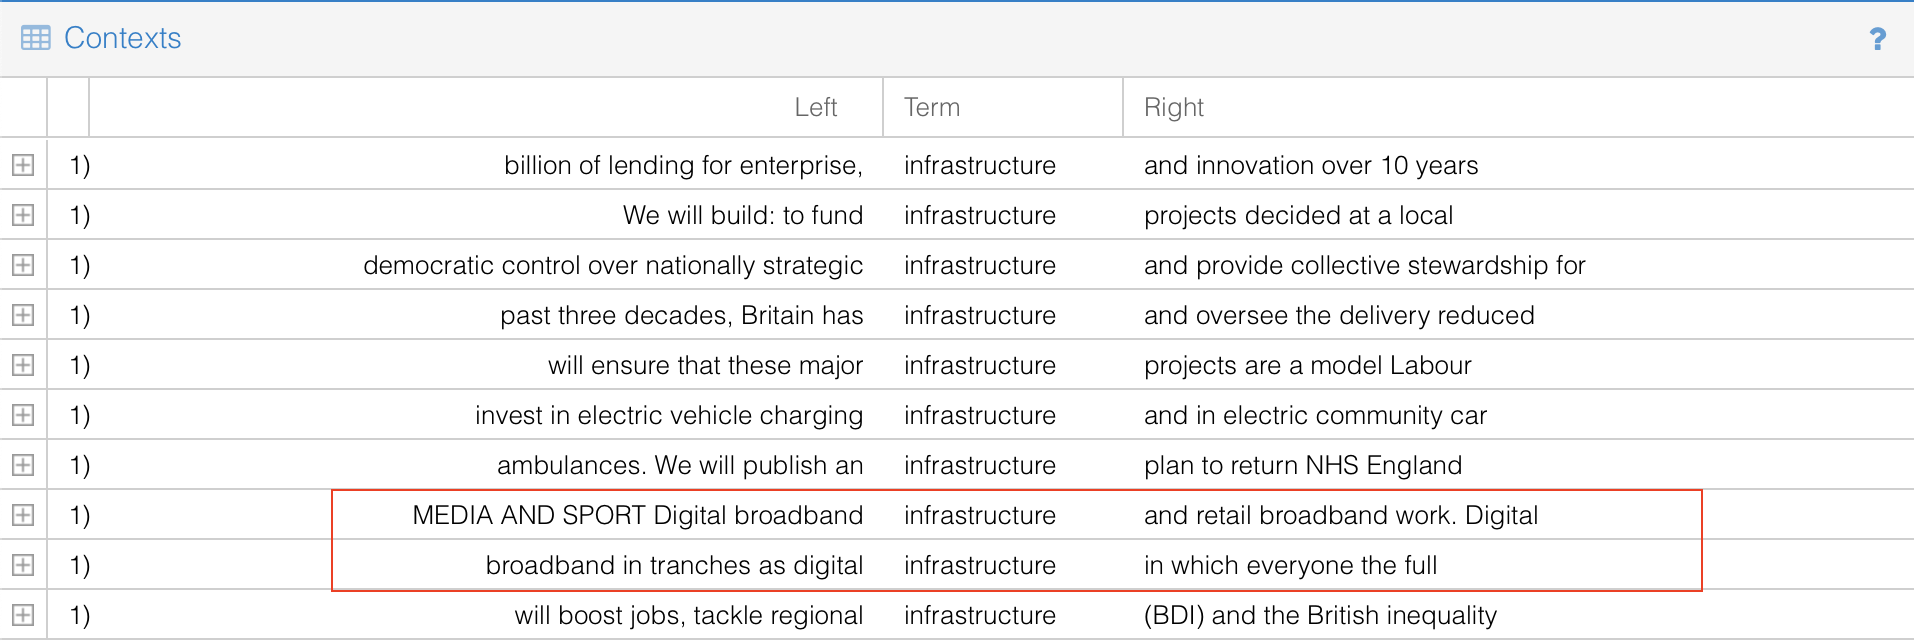 Contexts ?
Left Term Right
1) billion of lending for enterprise, infrastructure and innovation over 10 years
1) We will build: to fund infrastructure projects decided at a local
1) democratic control over nationally strategic infrastructure and provide collective stewardship for
1) past three decades, Britain has infrastructure and oversee the delivery reduced
1) will ensure that these major infrastructure projects are a model Labour
1) invest in electric vehicle charging infrastructure and in electric community car
1) ambulances. We will publish an infrastructure plan to return NHS England
1) MEDIA AND SPORT Digital broadband infrastructure and retail broadband work. Digital
1) broadband in tranches as digital infrastructure in which everyone the full
1) will boost jobs, tackle regional infrastructure (BDI) and the British inequality